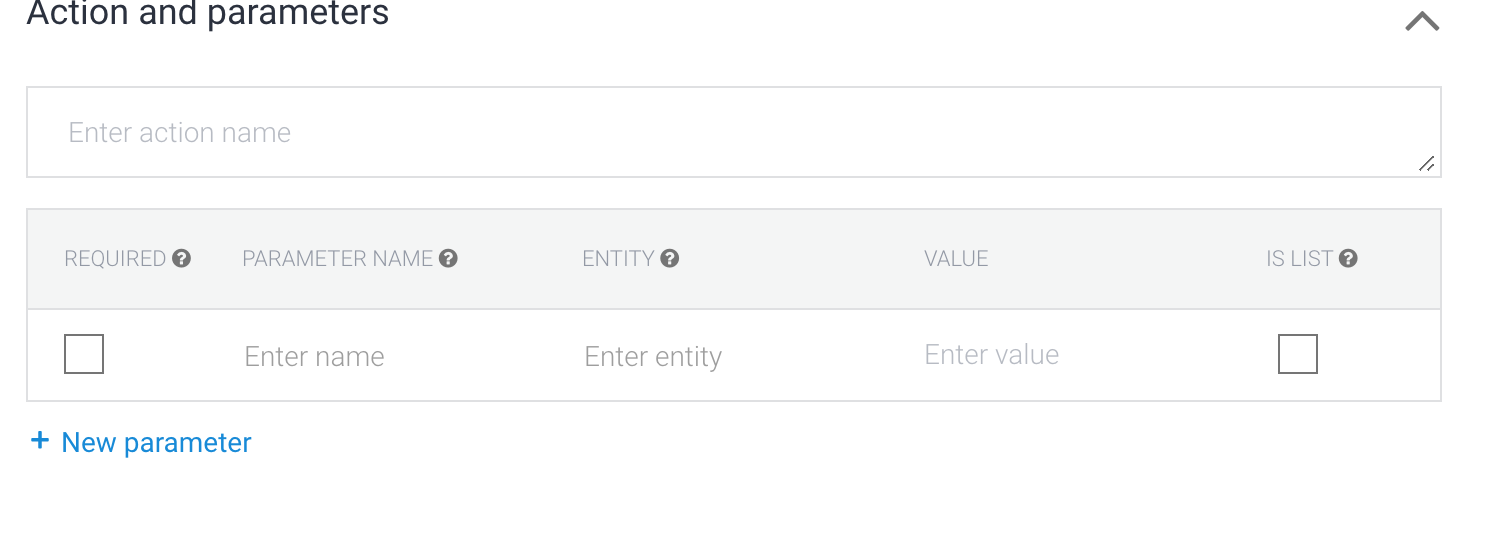 Action and parameters
Enter action name
REQUIRED ? PARAMETER NAME ? ENTITY ? VALUE IS LIST ?
Enter name Enter entity Enter value
+ New parameter